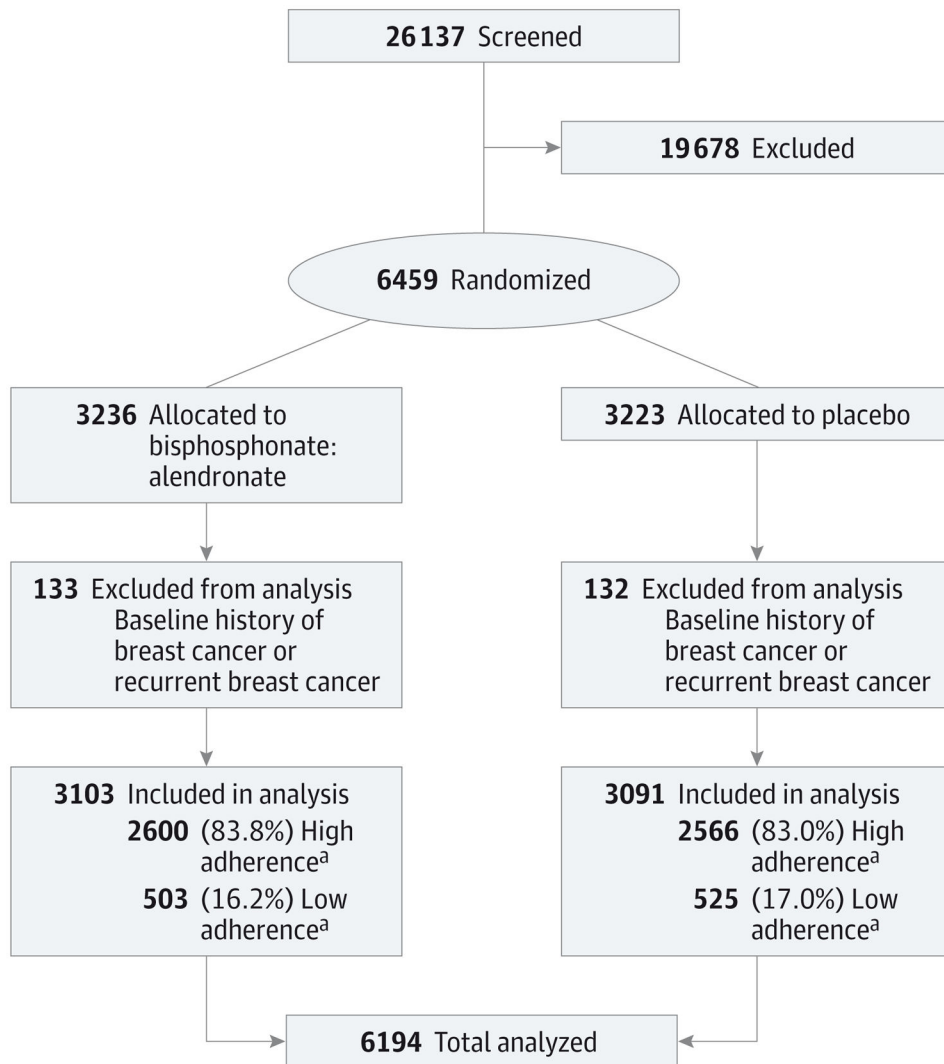 26137 Screened
19678 Excluded
6459 Randomized
3236 Allocated to
bisphosphonate:
alendronate
3223 Allocated to placebo
133 Excluded from analysis
Baseline history of
breast cancer or
recurrent breast cancer
132 Excluded from analysis
Baseline history of
breast cancer or
recurrent breast cancer
3103 Included in analysis
2600 (83.8%) High
adherenceᵃ
503 (16.2%) Low
adherenceᵃ
3091 Included in analysis
2566 (83.0%) High
adherenceᵃ
525 (17.0%) Low
adherenceᵃ
6194 Total analyzed